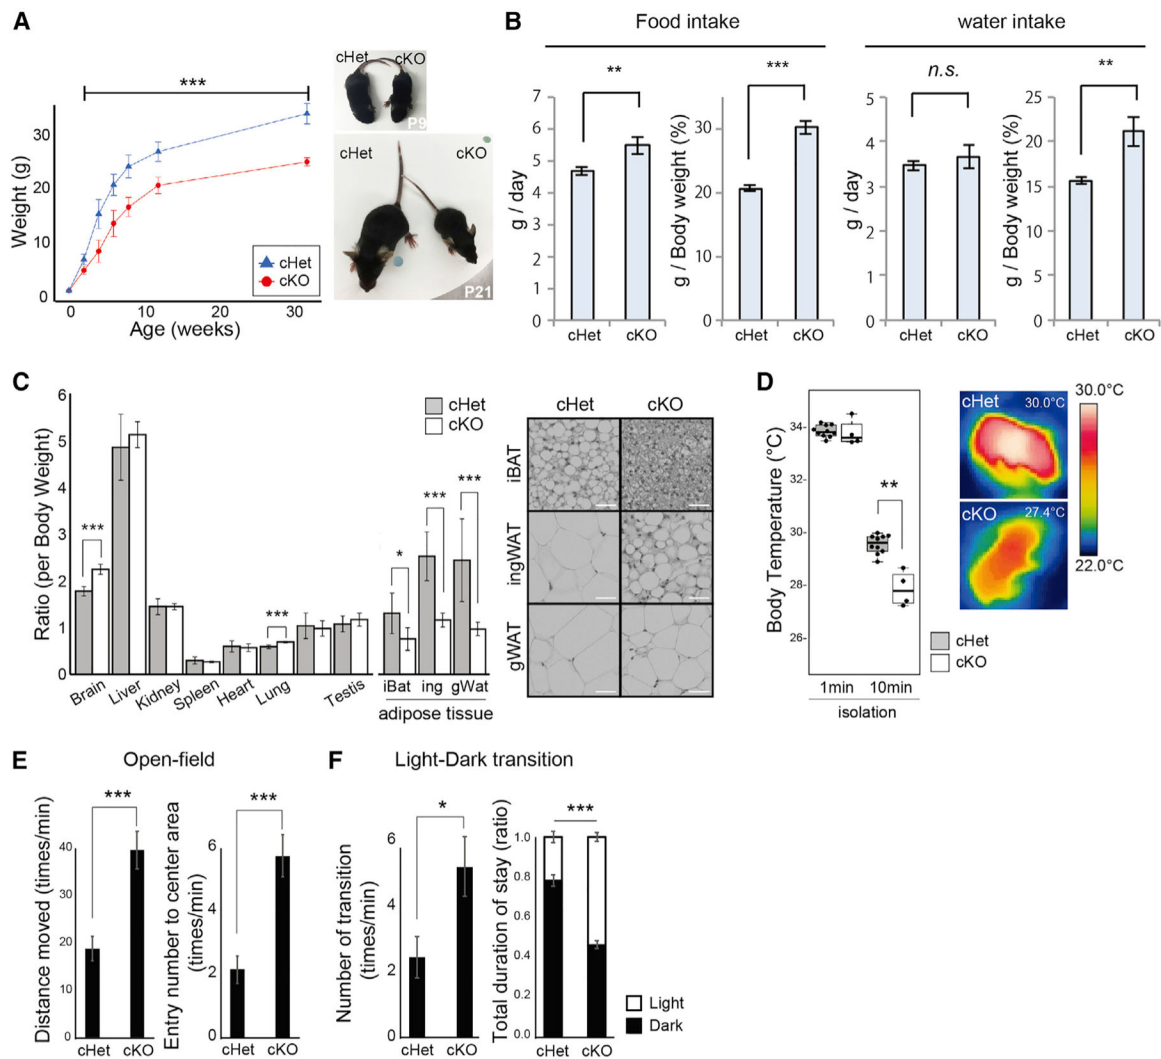 A
***
Weight (g)
30
20
10
0
0 10 20 30
Age (weeks)
cHet
cKO
cHet cKO
P9
cHet cKO
P21
B
Food intake
water intake
**
***
n.s.
**
g / day
7
6
5
4
3
2
1
0
cHet cKO
g / Body weight (%)
30
20
10
0
cHet cKO
g / day
5
4
3
2
5
0
cHet cKO
g / Body weight (%)
25
20
15
10
5
0
cHet cKO
C
Ratio (per Body Weight)
6
5
4
3
2
1
0
cHet
cKO
***
***
*
***
***
Brain
Liver
Kidney
Spleen
Heart
Lung
Testis
iBat ing gWat
adipose tissue
cHet cKO
iBAT
ingWAT
gWAT
D
Body Temperature (°C)
34-
32-
30-
28-
26-
**
1min 10min
isolation
cHet
cKO
cHet 30.0°C
cKO 27.4°C
30.0°C
22.0°C
E
Open-field
Distance moved (times/min)
***
40
30
20
10
0
cHet cKO
Entry number to center area
(times/min)
***
6
4
2
0
cHet cKO
F
Light-Dark transition
Number of transition
(times/min)
*
6
4
2
0
cHet cKO
Total duration of stay (ratio)
***
1.0
0.8
0.6
0.4
0.2
0.0
cHet cKO
Light
Dark